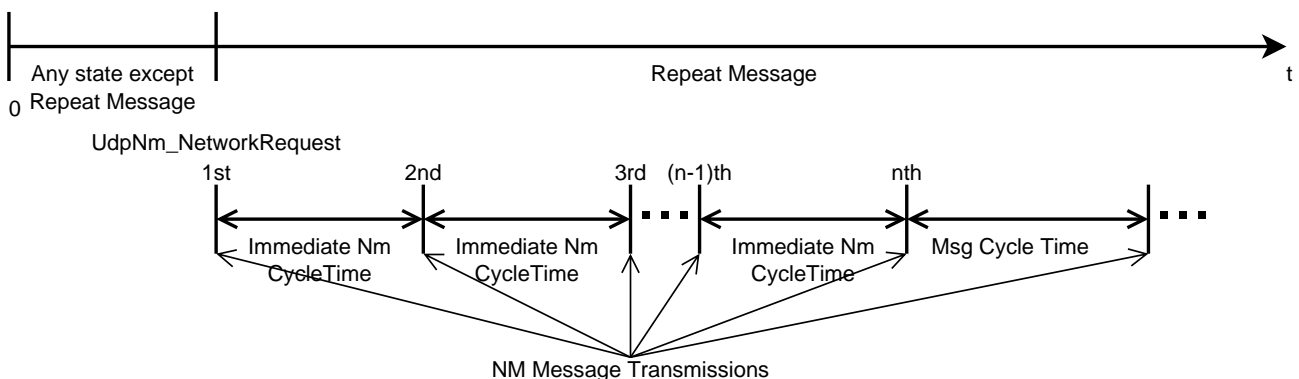 Any state except
Repeat Message
Repeat Message
t
0
UdpNm_NetworkRequest
1st
2nd
3rd
(n-1)th
nth
Immediate Nm
CycleTime
Immediate Nm
CycleTime
Immediate Nm
CycleTime
Msg Cycle Time
NM Message Transmissions